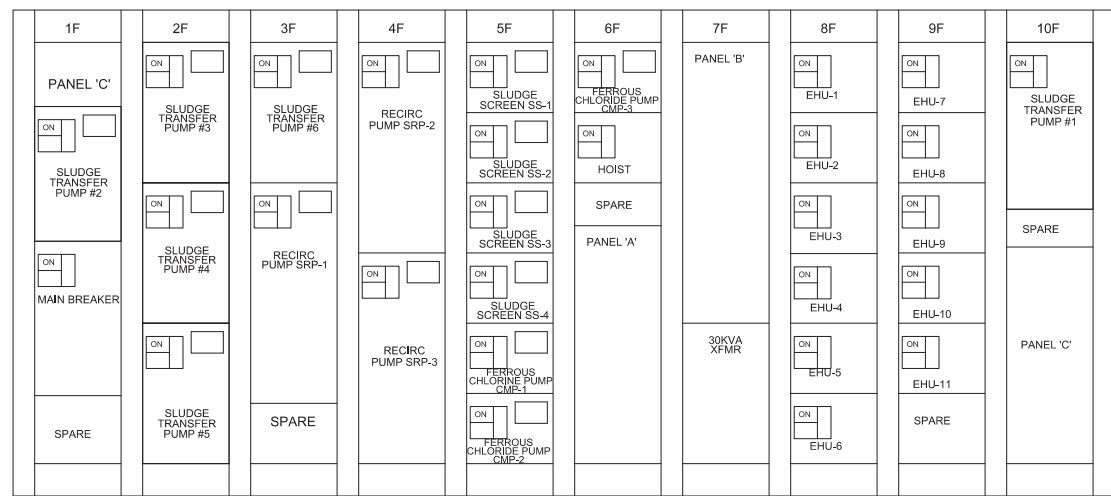 1F
PANEL 'C'
ON
SLUDGE
TRANSFER
PUMP #2
ON
MAIN BREAKER
SPARE
2F
ON
SLUDGE
TRANSFER
PUMP #3
ON
SLUDGE
TRANSFER
PUMP #4
ON
SLUDGE
TRANSFER
PUMP #5
3F
ON
SLUDGE
TRANSFER
PUMP #6
ON
RECIRC
PUMP SRP-1
SPARE
4F
ON
RECIRC
PUMP SRP-2
ON
RECIRC
PUMP SRP-3
5F
ON
SLUDGE
SCREEN SS-1
ON
SLUDGE
SCREEN SS-2
ON
SLUDGE
SCREEN SS-3
ON
SLUDGE
SCREEN SS-4
ON
FERROUS
CHLORINE PUMP
CMP-1
ON
FERROUS
CHLORIDE PUMP
CMP-2
6F
ON
FERROUS
CHLORIDE PUMP
CMP-3
ON
HOIST
SPARE
PANEL 'A'
7F
PANEL 'B'
30KVA
XFMR
8F
ON
EHU-1
ON
EHU-2
ON
EHU-3
ON
EHU-4
ON
EHU-5
ON
EHU-6
9F
ON
EHU-7
ON
EHU-8
ON
EHU-9
ON
EHU-10
ON
EHU-11
SPARE
10F
ON
SLUDGE
TRANSFER
PUMP #1
SPARE
PANEL 'C'